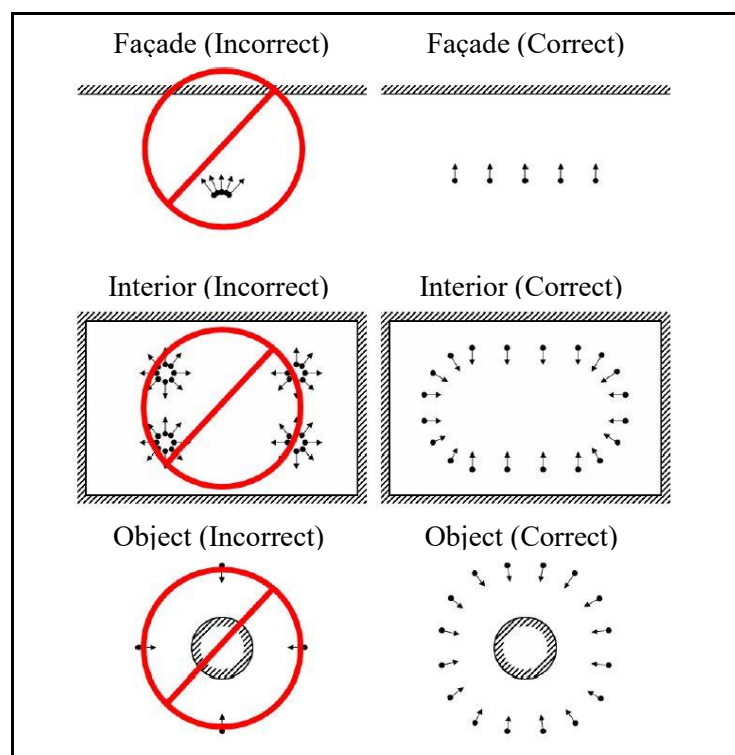 Façade (Incorrect)
Façade (Correct)
Interior (Incorrect)
Interior (Correct)
Object (Incorrect)
Object (Correct)